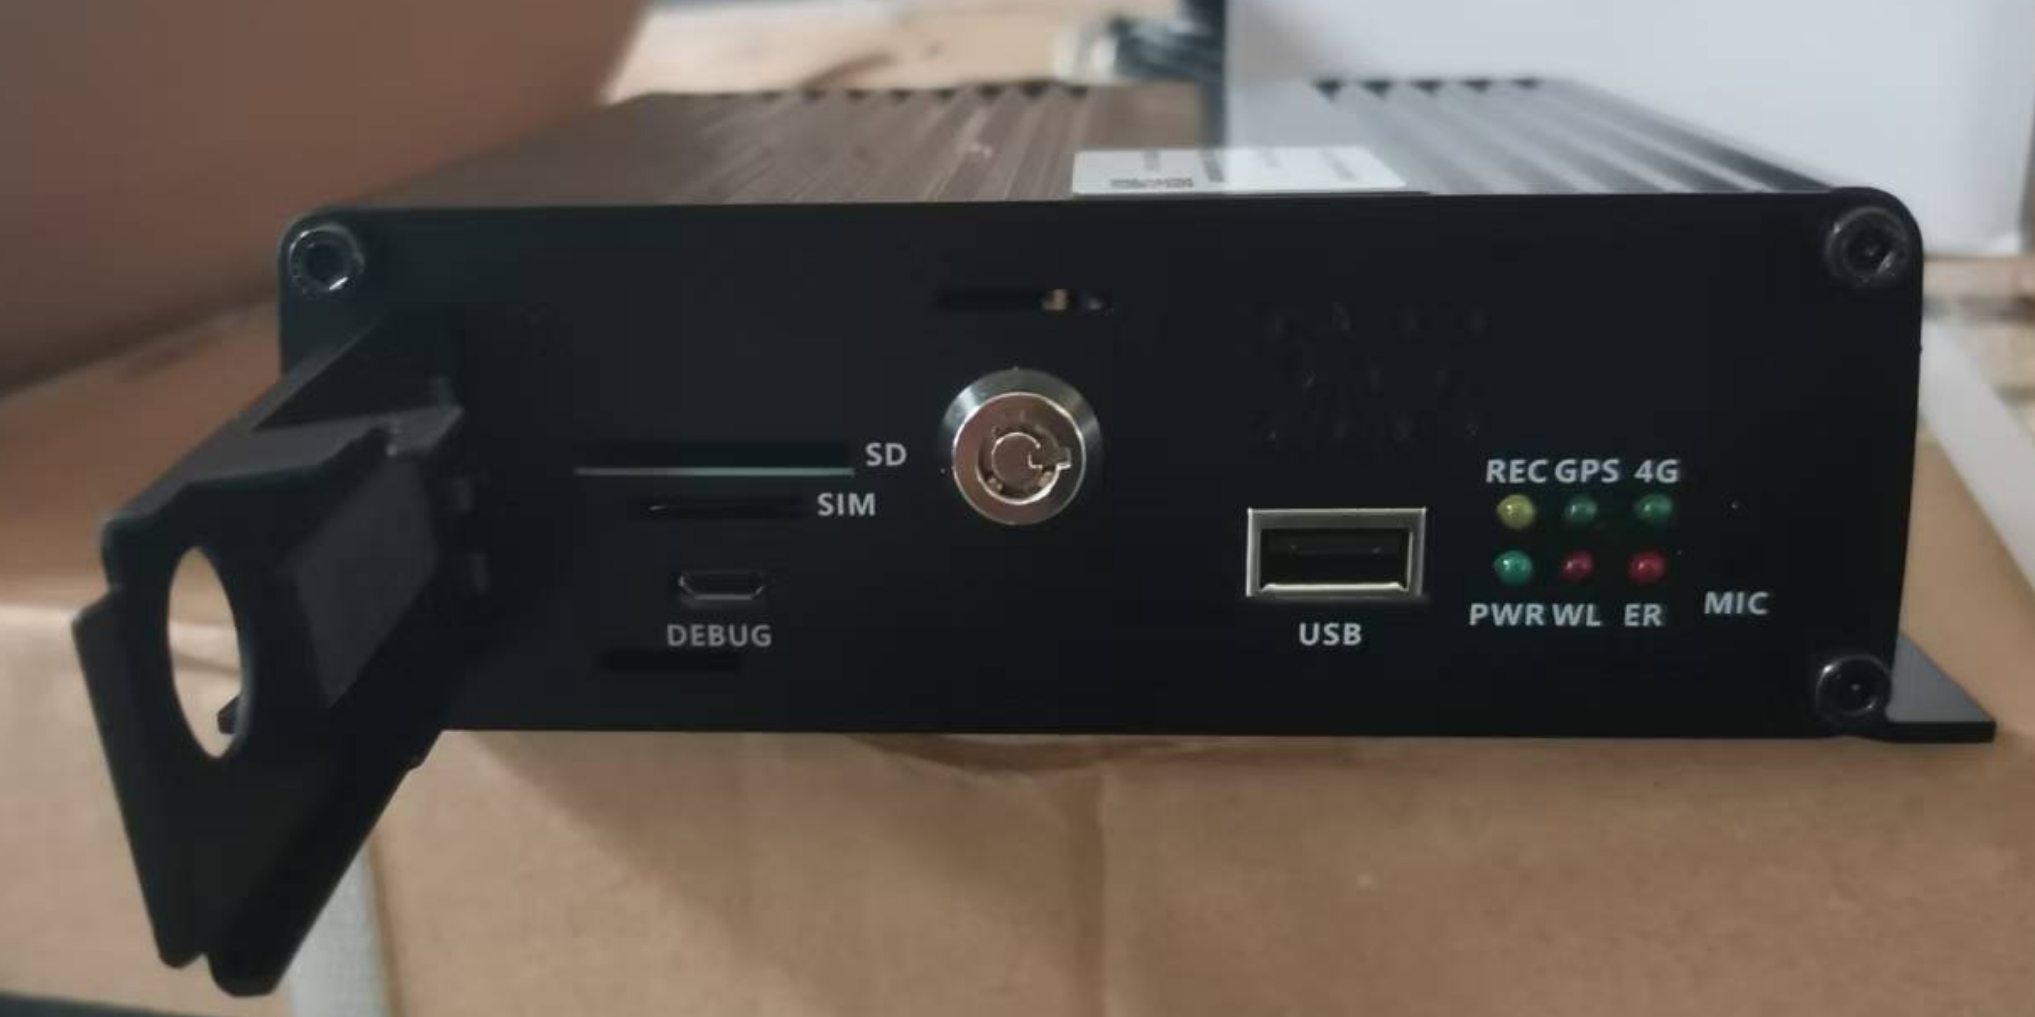 SD
SIM
DEBUG
USB
REC GPS 4G
PWR WL ER
MIC